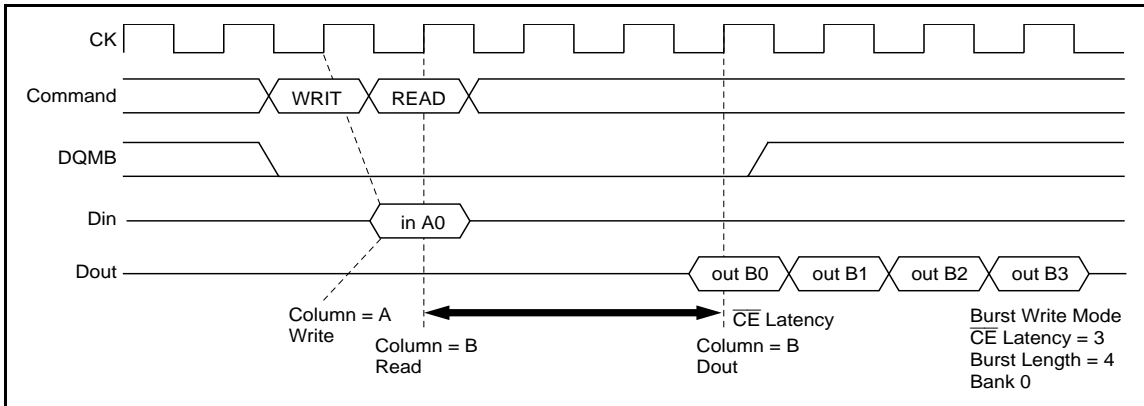 CK
Command WRIT READ
DQMB
Din in A0
Dout out B0 out B1 out B2 out B3
Column = A
Write
Column = B
Read
CE Latency
Column = B
Dout
Burst Write Mode
CE Latency = 3
Burst Length = 4
Bank 0